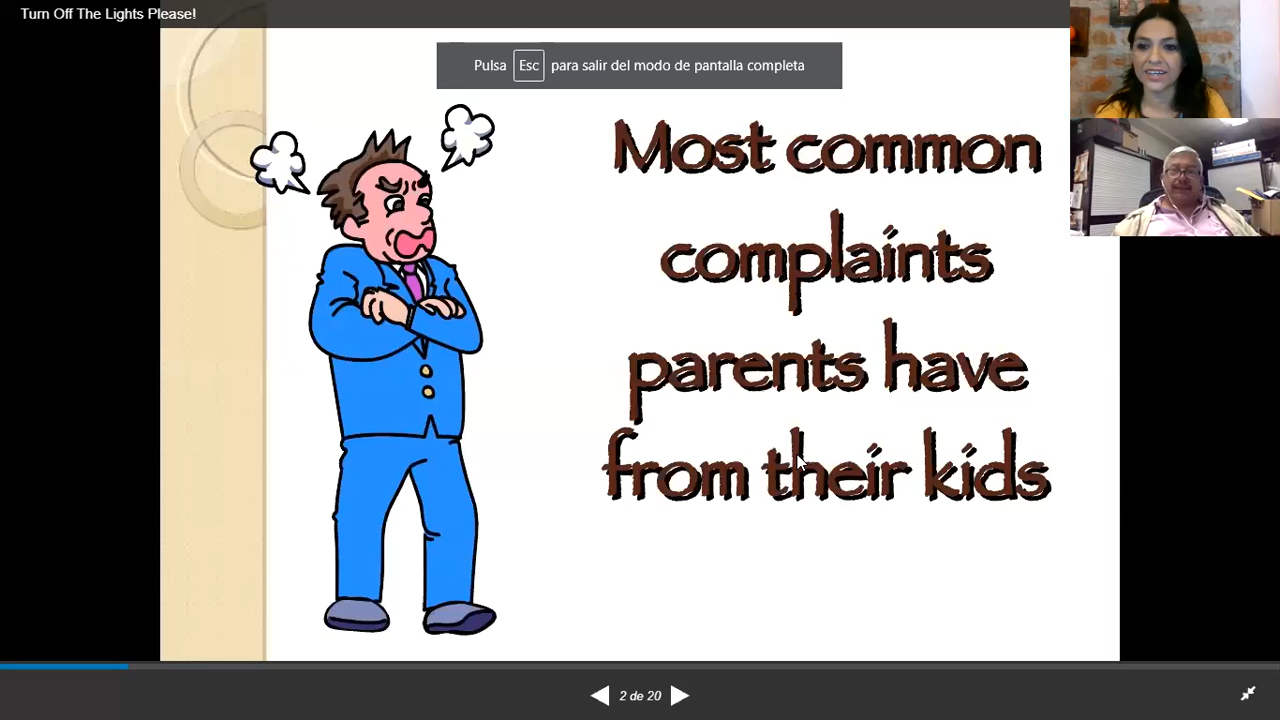 Turn Off The Lights Please!
Pulsa Esc para salir del modo de pantalla completa
Most common
complaints
parents have
from their kids
2 de 20